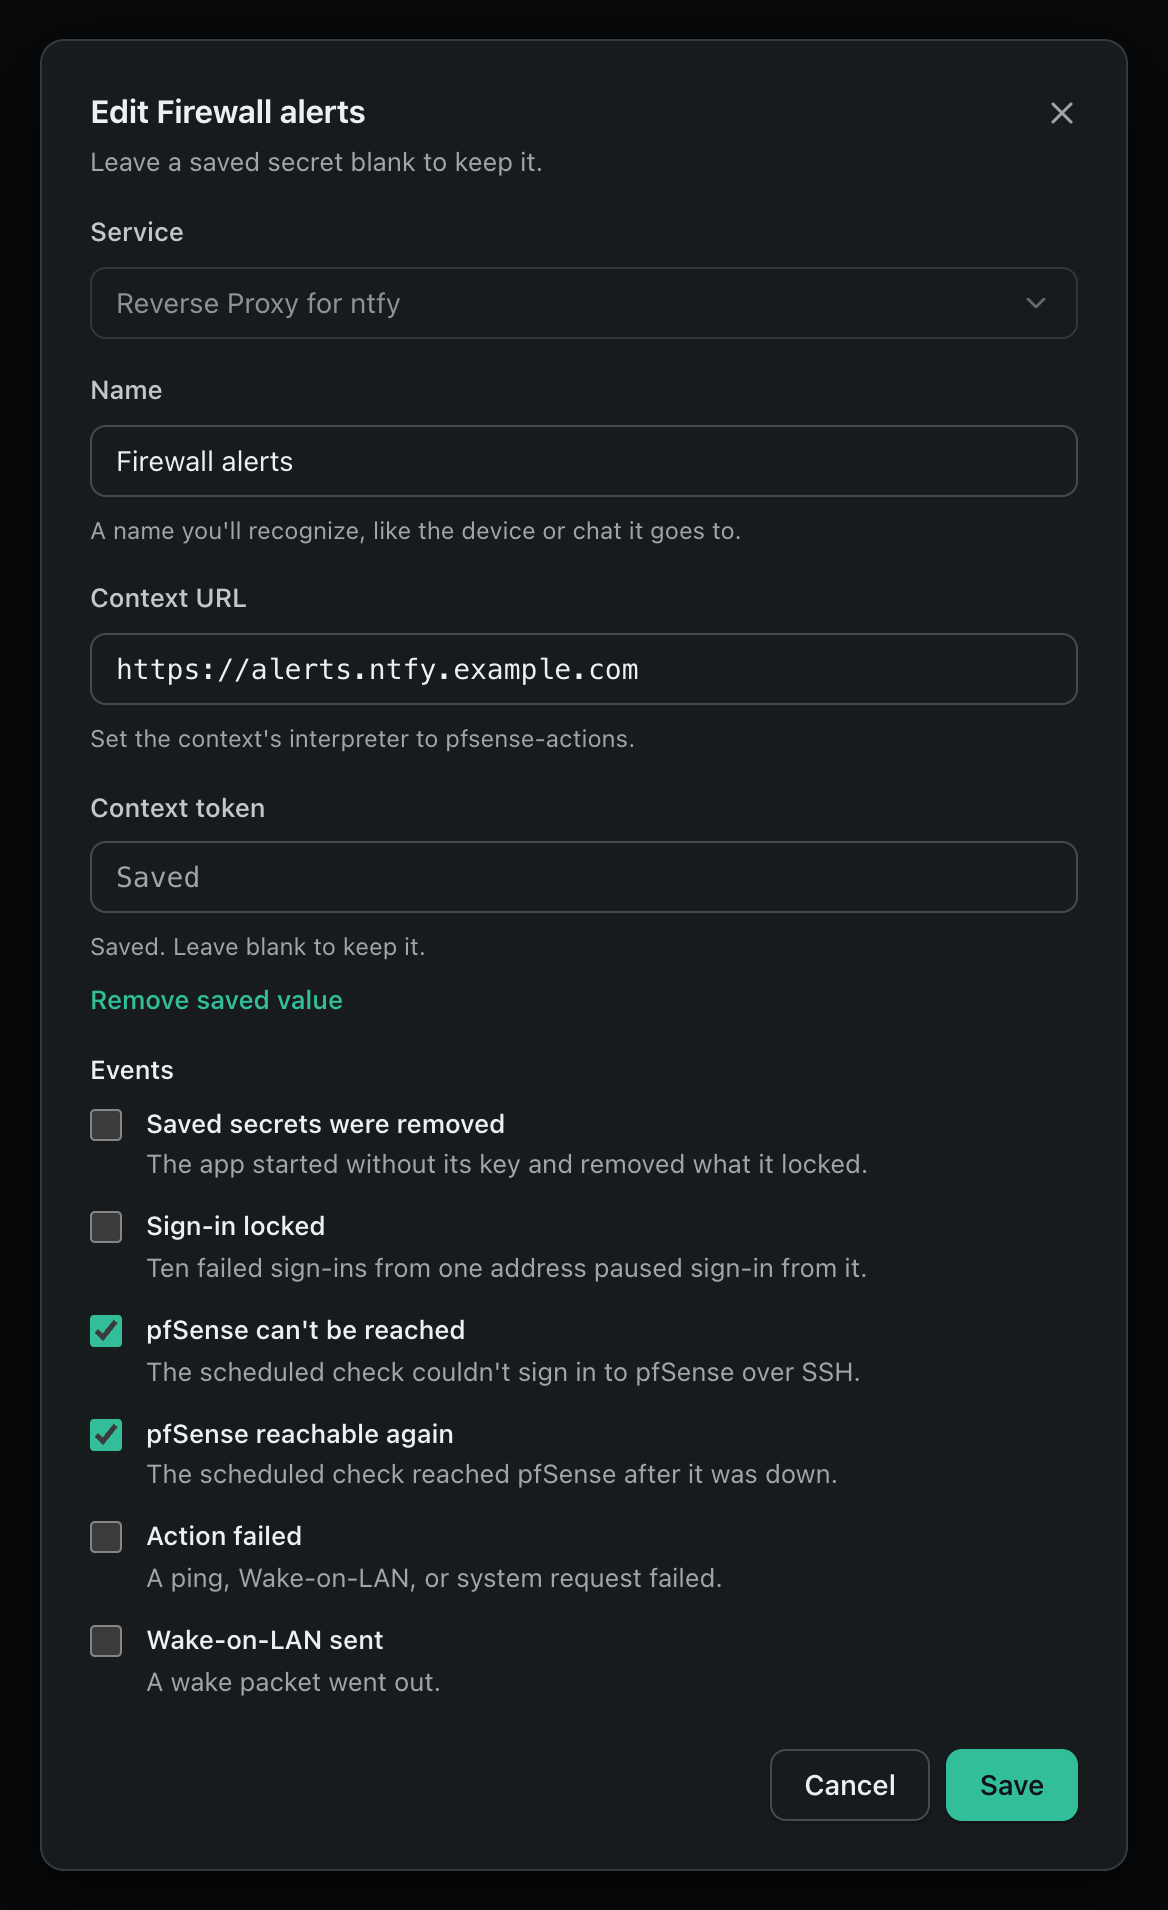 Edit Firewall alerts
Leave a saved secret blank to keep it.
Service
Reverse Proxy for ntfy
Name
Firewall alerts
A name you'll recognize, like the device or chat it goes to.
Context URL
https://alerts.ntfy.example.com
Set the context's interpreter to pfsense-actions.
Context token
Saved
Saved. Leave blank to keep it.
Remove saved value
Events
Saved secrets were removed
The app started without its key and removed what it locked.
Sign-in locked
Ten failed sign-ins from one address paused sign-in from it.
pfSense can't be reached
The scheduled check couldn't sign in to pfSense over SSH.
pfSense reachable again
The scheduled check reached pfSense after it was down.
Action failed
A ping, Wake-on-LAN, or system request failed.
Wake-on-LAN sent
A wake packet went out.
Cancel
Save